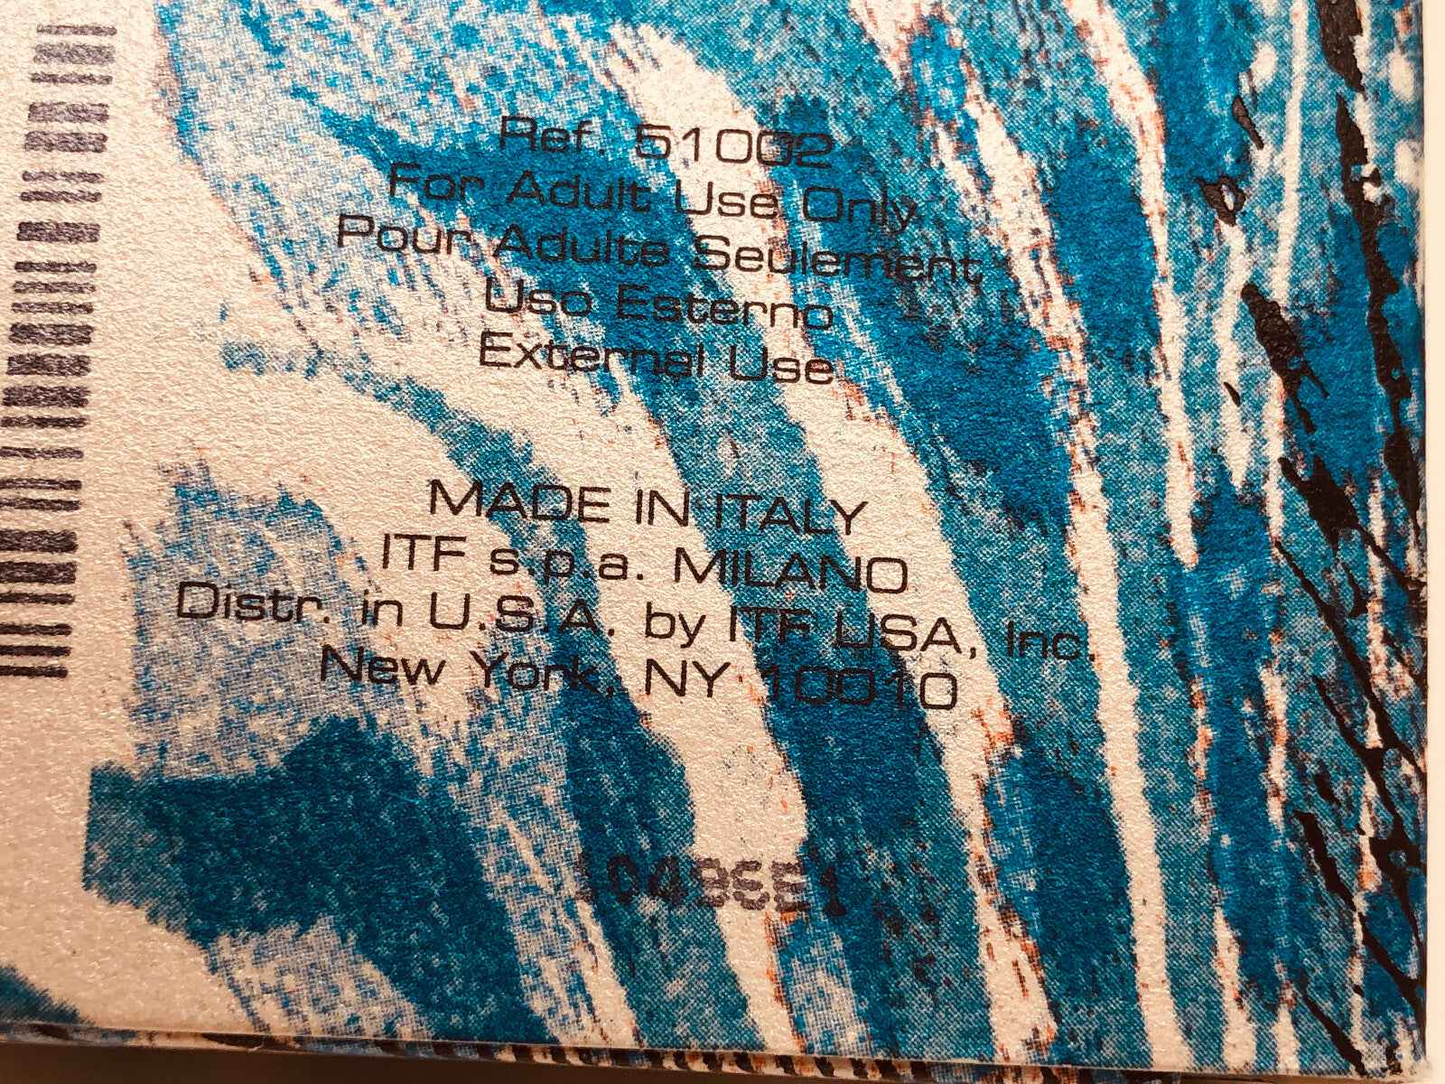 Ref. 51002
For Adult Use Only
Pour Adulte Seulement
Uso Esterno
External Use
MADE IN ITALY
ITF s.p.a. MILANO
Distr. in U.S.A. by ITF USA, Inc.
New York, NY 10010